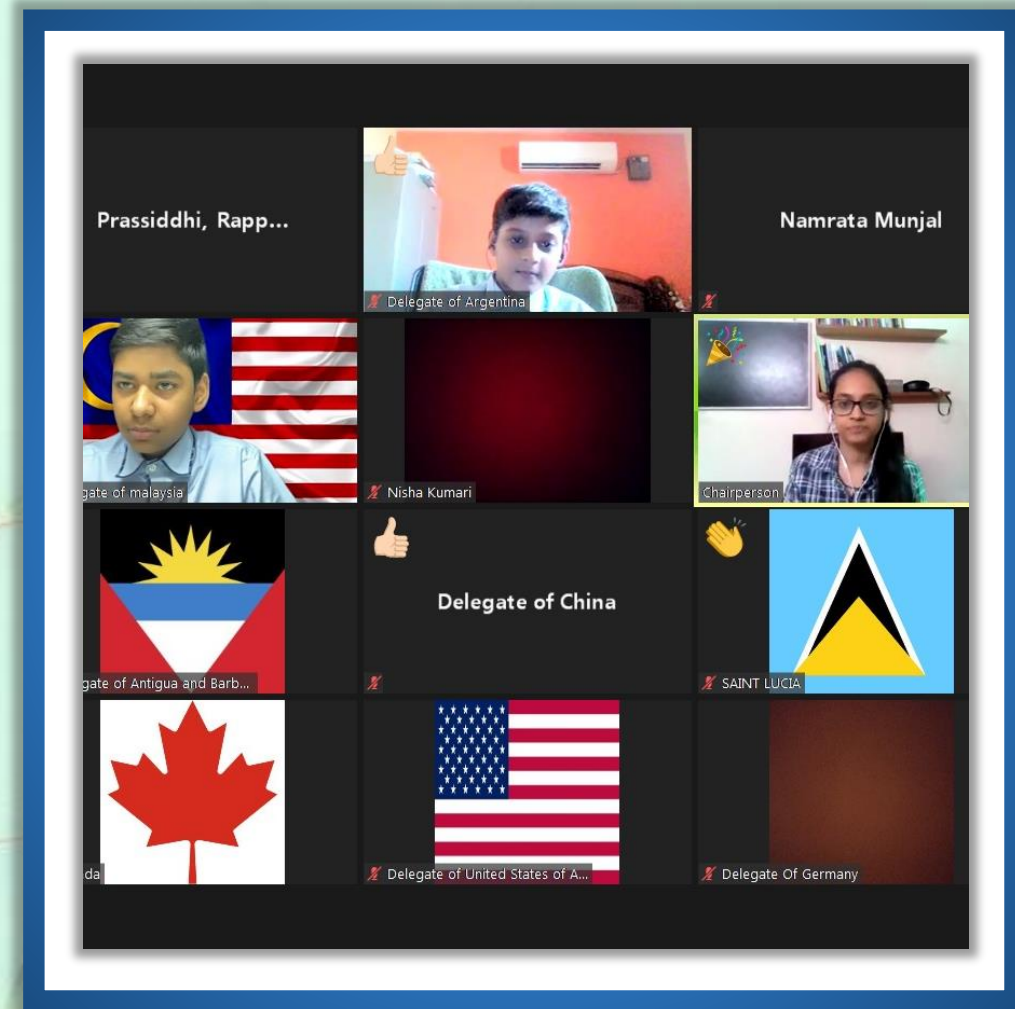 Prassiddhi, Rapp...
Delegate of Argentina
Namrata Munjal
gate of malaysia
Nisha Kumari
Chairperson
gate of Antigua and Barb...
Delegate of China
SAINT LUCIA
da
Delegate of United States of A...
Delegate Of Germany